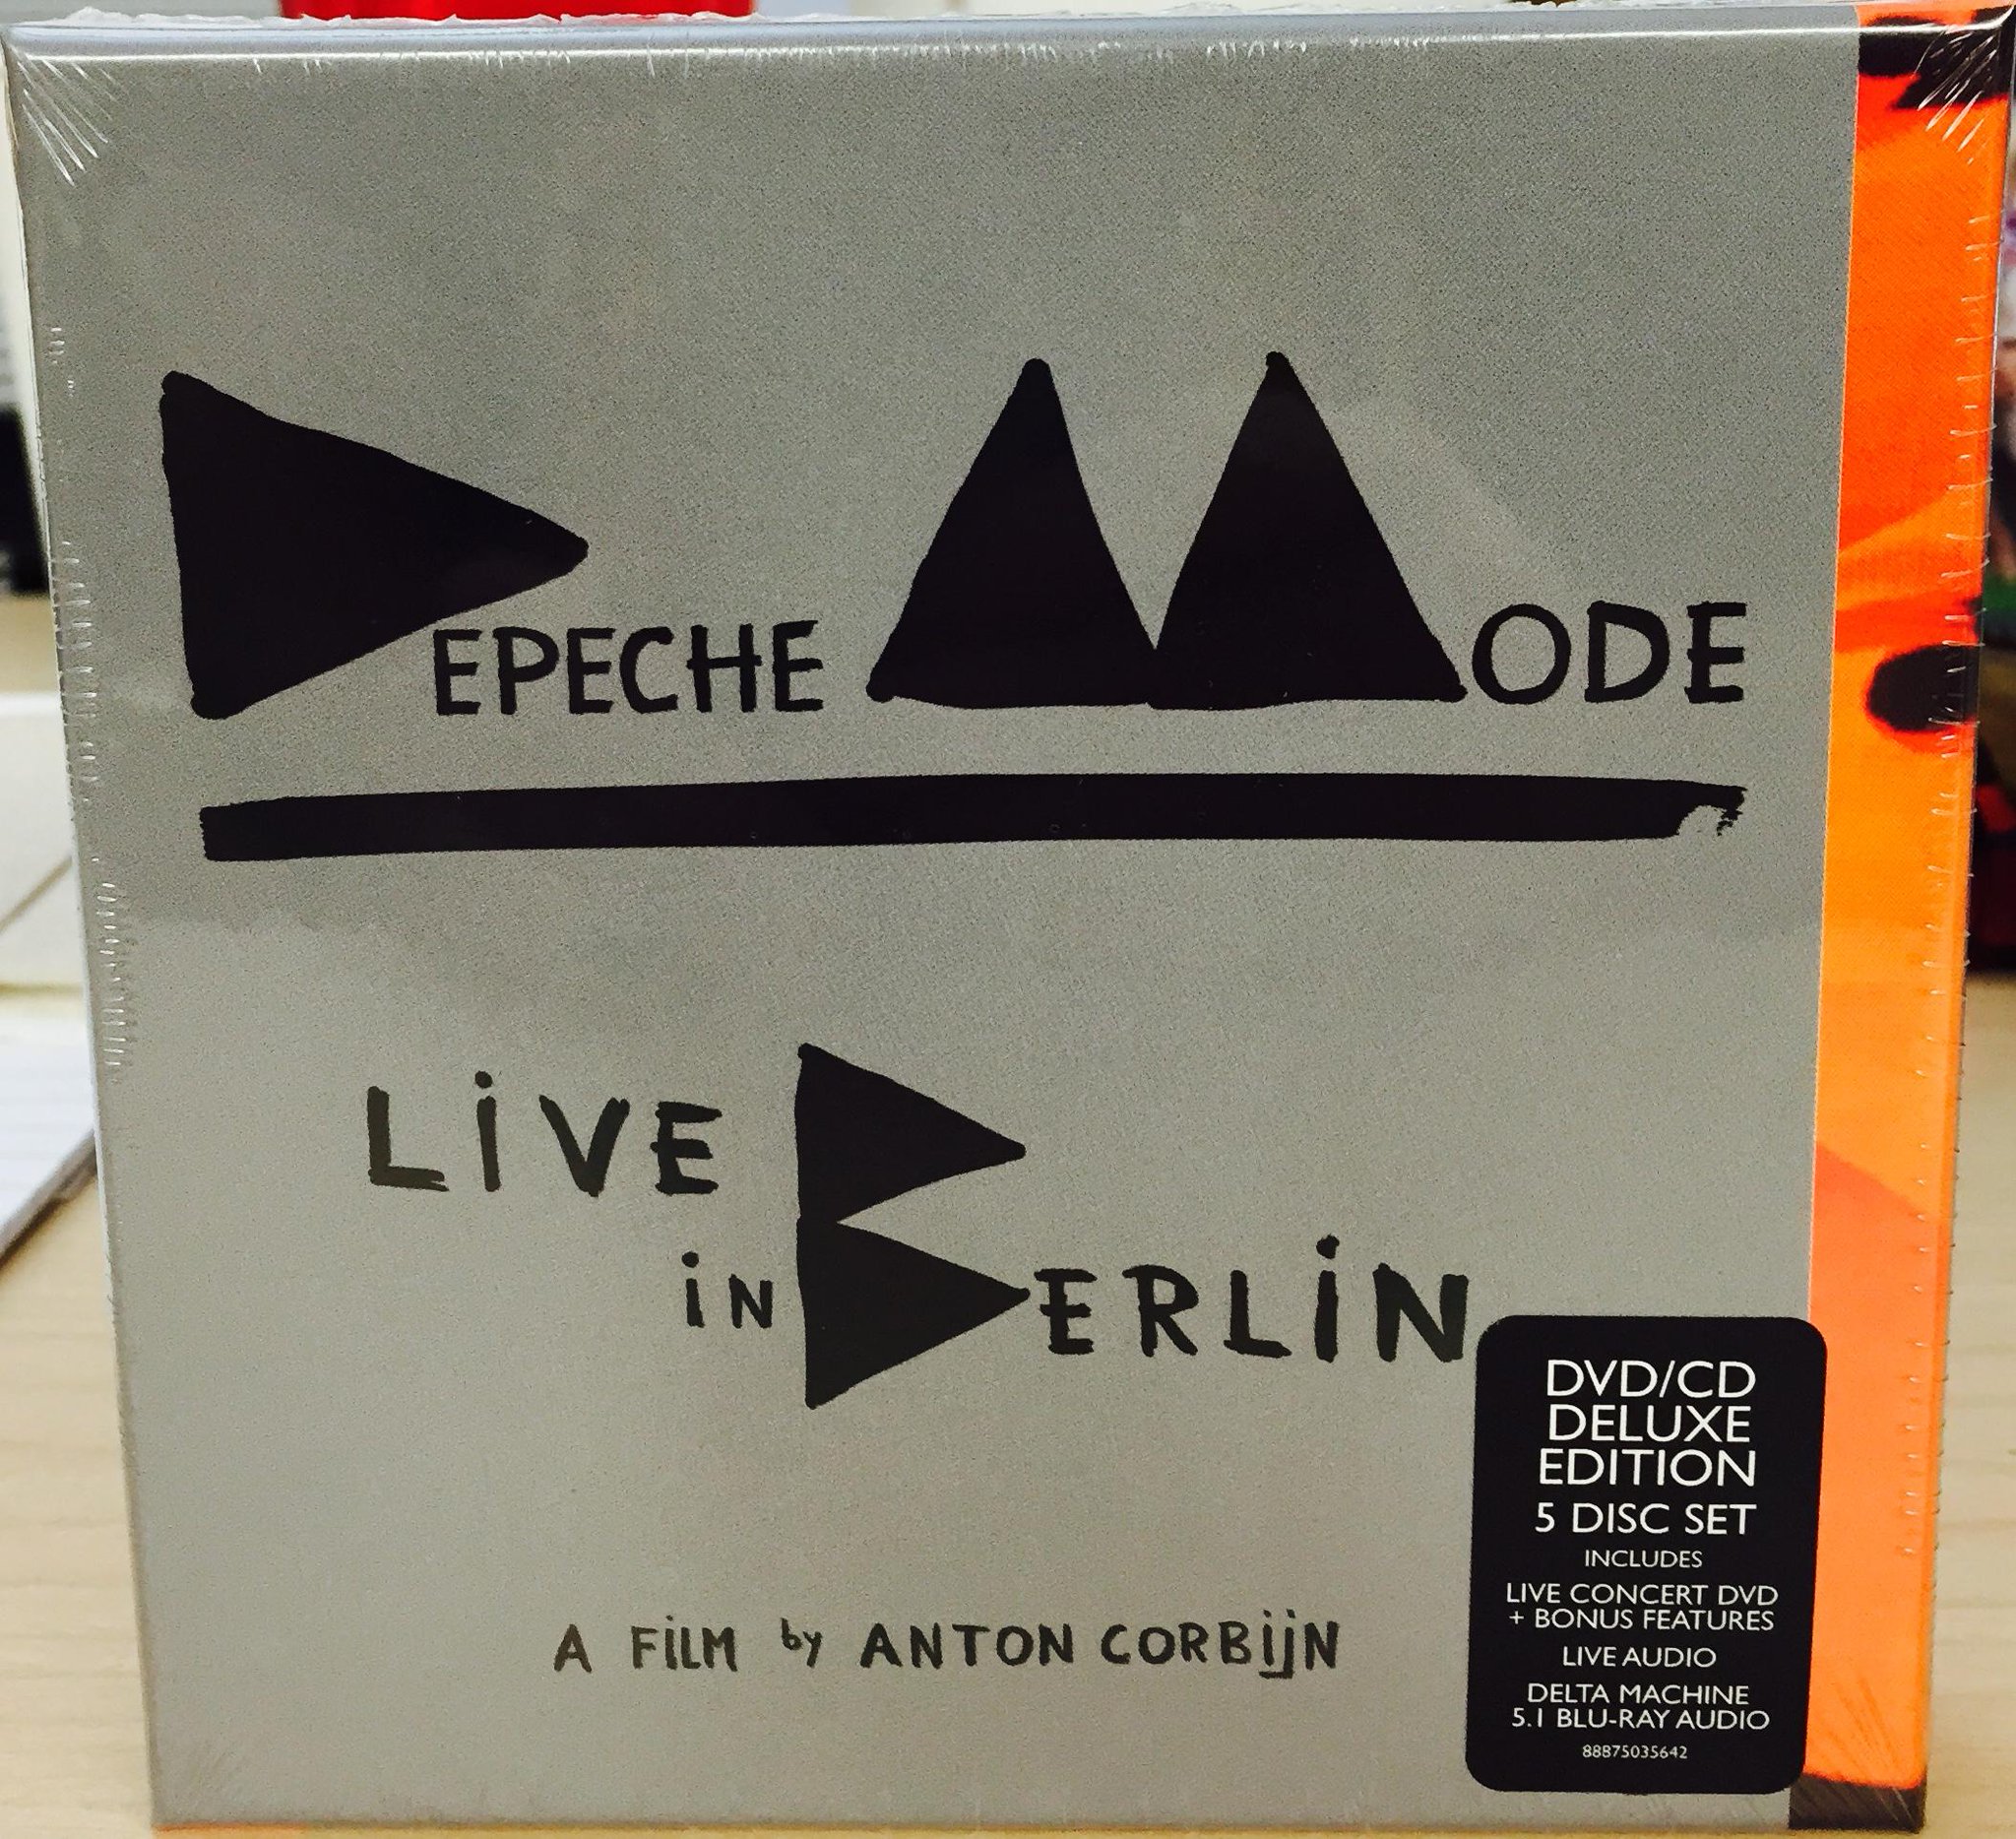 DEPECHE MODE
LiVE
iN BERLiN
A FiLM by ANTON CORBijN
DVD/CD
DELUXE
EDITION
5 DISC SET
INCLUDES
LIVE CONCERT DVD
+ BONUS FEATURES
LIVE AUDIO
DELTA MACHINE
5.1 BLU-RAY AUDIO
88875035642